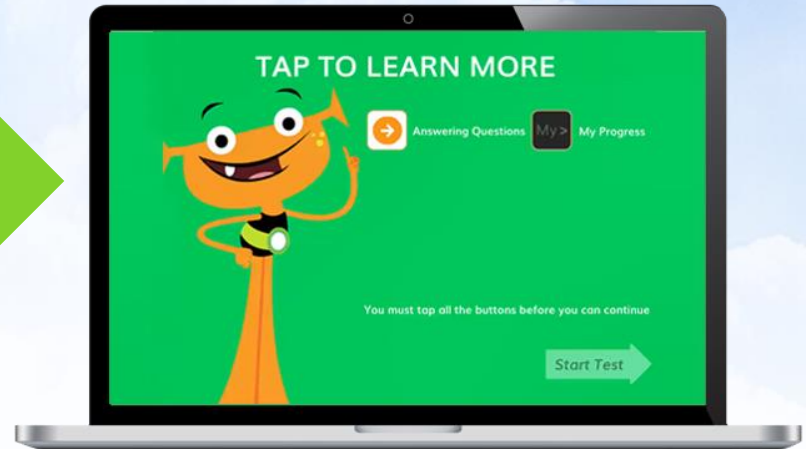 TAP TO LEARN MORE
Answering Questions
My >
My Progress
You must tap all the buttons before you can continue
Start Test